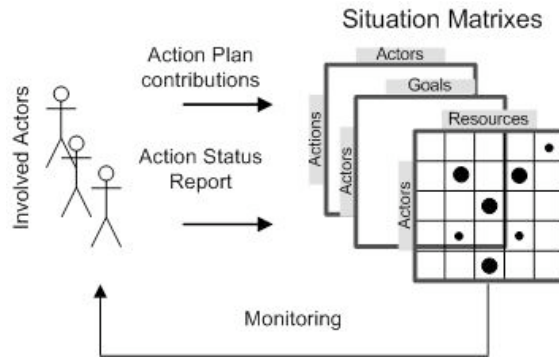 Situation Matrixes
Action Plan
contributions
Actors
Goals
Resources
Actions
Actors
Actors
Involved Actors
Action Status
Report
Monitoring